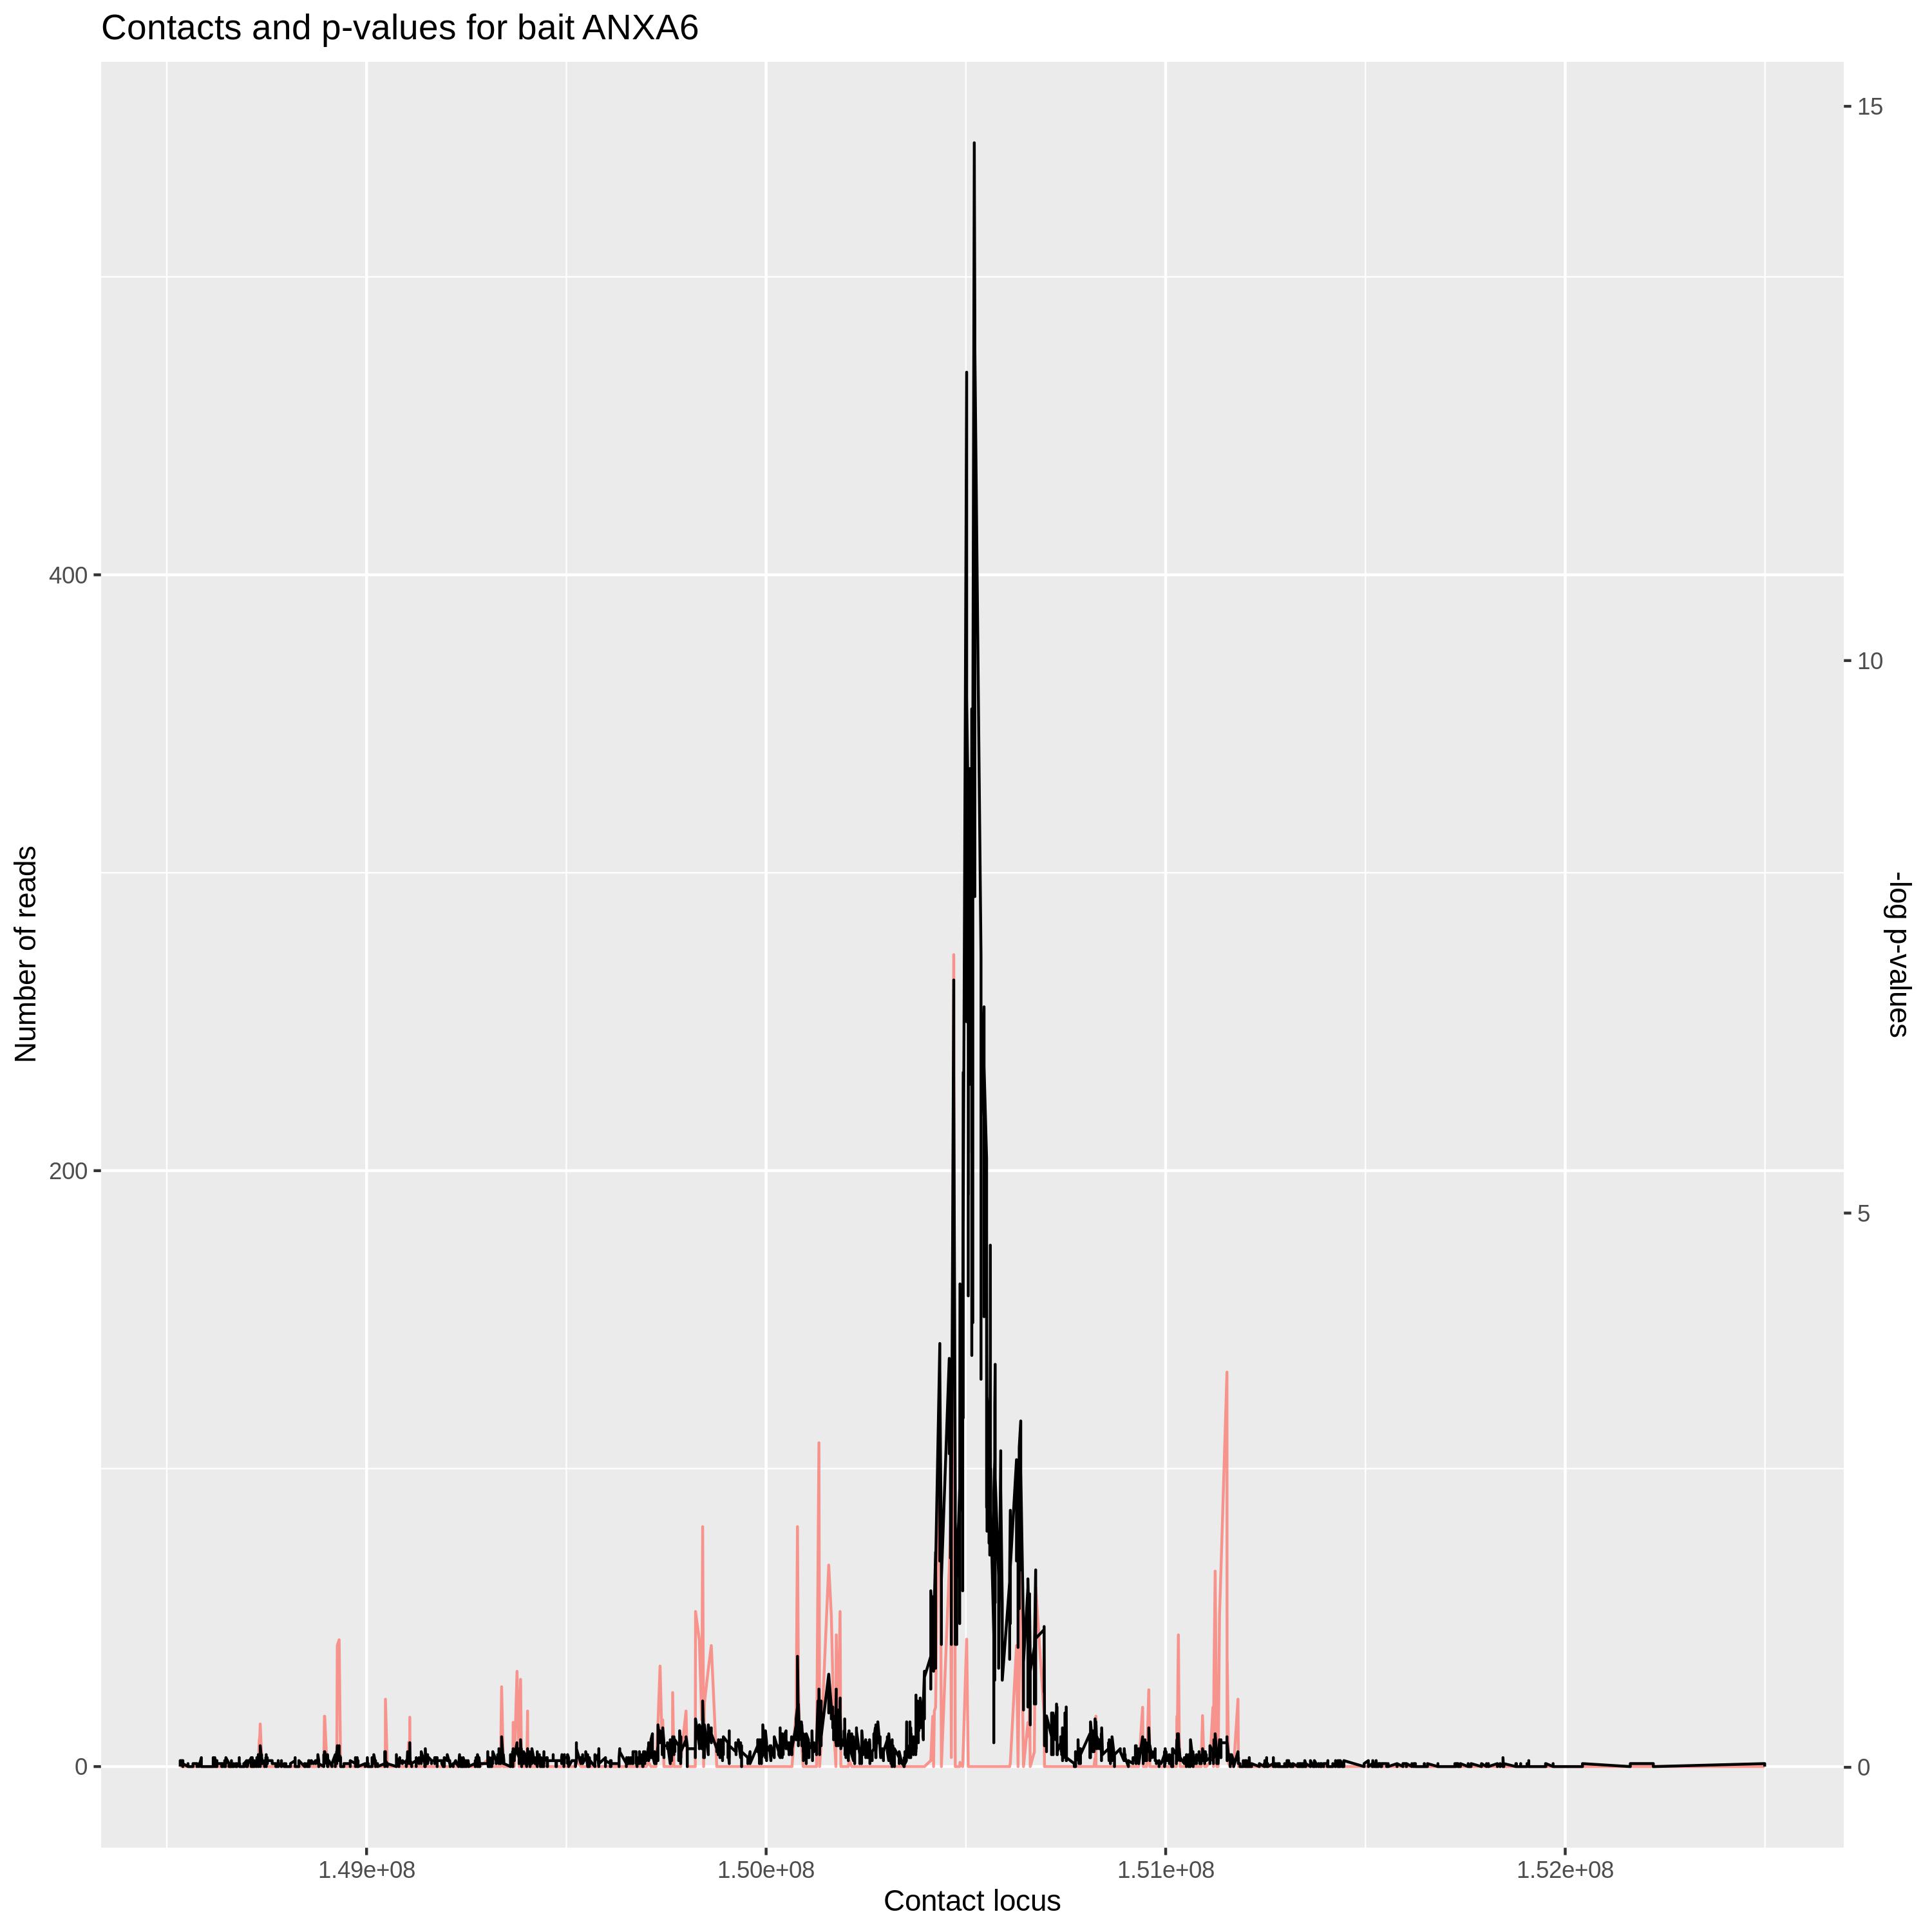 Contacts and p-values for bait ANXA6
15
10
5
0
400
200
0
Number of reads
-log p-values
1.49e+08
1.50e+08
1.51e+08
1.52e+08
Contact locus